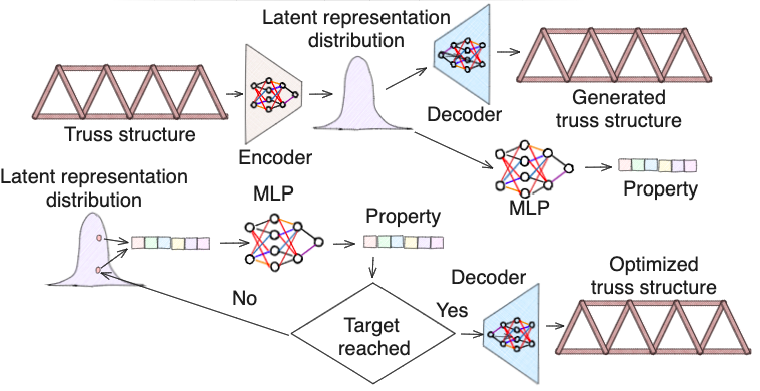 Latent representation
distribution
Truss structure
Encoder
Decoder
Generated
truss structure
MLP
Property
Latent representation
distribution
MLP
Property
No
Target
reached
Yes
Decoder
Optimized
truss structure